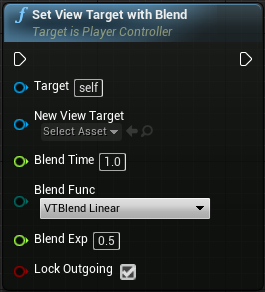 f Set View Target with Blend
Target is Player Controller
Target self
New View Target
Select Asset
Blend Time 1.0
Blend Func
VTBlend Linear
Blend Exp 0.5
Lock Outgoing